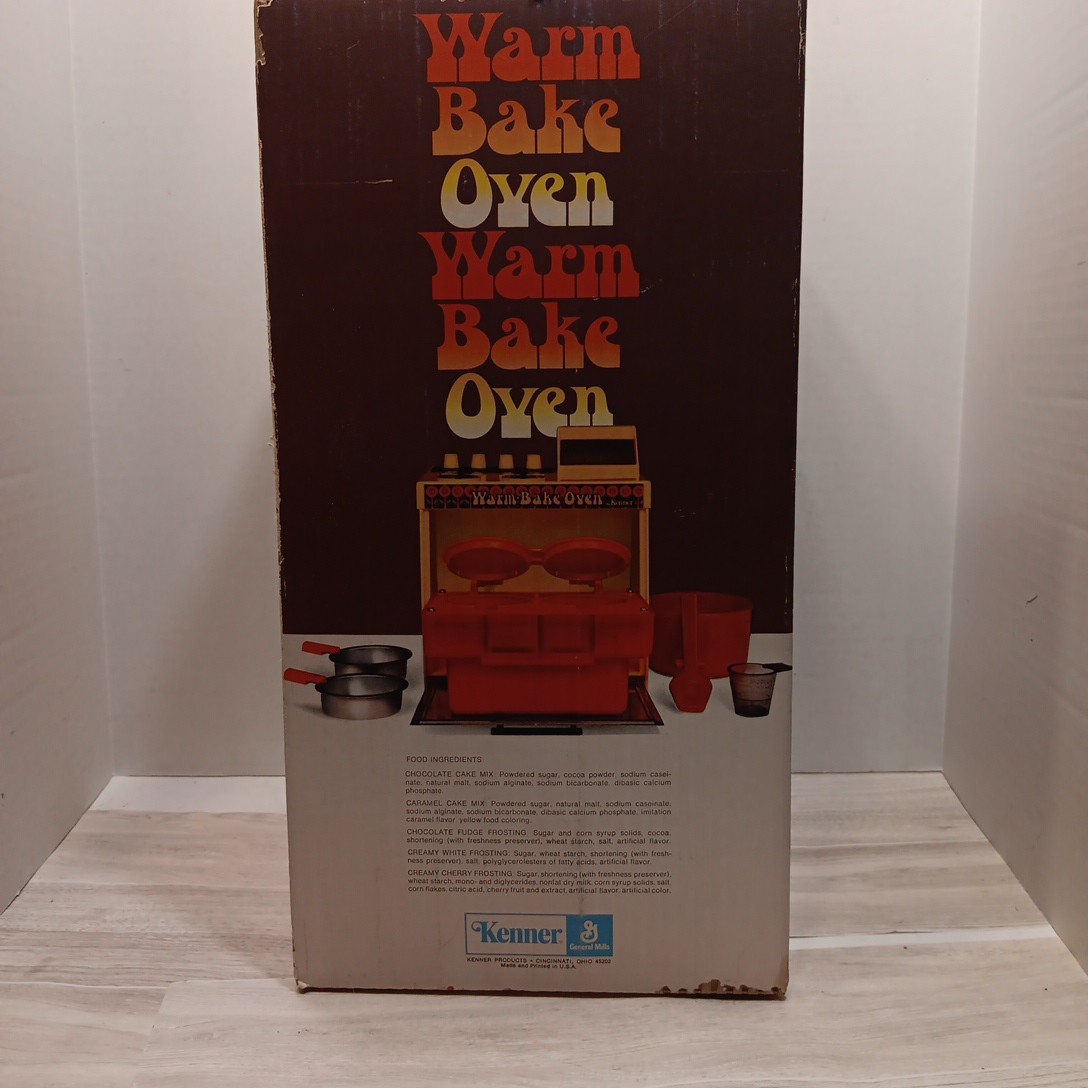 Warm
Bake
Oven
Warm
Bake
Oven
Warm-Bake Oven by Kenner
FOOD INGREDIENTS
CHOCOLATE CAKE MIX: Powdered sugar, cocoa powder, sodium casei-
nate, natural malt, sodium alginate, sodium bicarbonate, dibasic calcium
phosphate.
CARAMEL CAKE MIX: Powdered sugar, natural malt, sodium caseinate,
sodium alginate, sodium bicarbonate, dibasic calcium phosphate, imitation
caramel flavor, yellow food coloring.
CHOCOLATE FUDGE FROSTING: Sugar and corn syrup solids, cocoa,
shortening (with freshness preserver), wheat starch, salt, artificial flavor.
CREAMY WHITE FROSTING: Sugar, wheat starch, shortening (with fresh-
ness preserver), salt, polyglycerolesters of fatty acids, artificial flavor.
CREAMY CHERRY FROSTING: Sugar, shortening (with freshness preserver),
wheat starch, mono- and diglycerides, nonfat dry milk, corn syrup solids, salt,
corn flakes, citric acid, cherry fruit and extract, artificial flavor, artificial color.
Kenner
G
General Mills
KENNER PRODUCTS • CINCINNATI, OHIO 45202
Made and Printed in U.S.A.